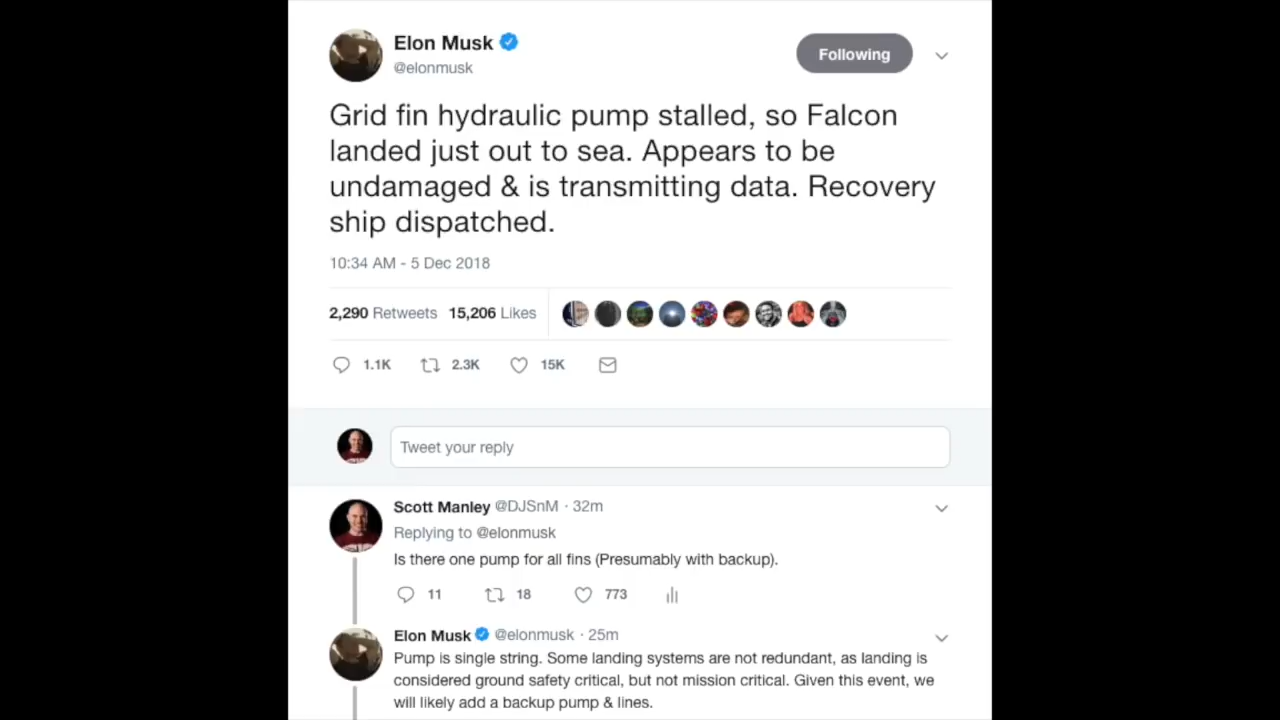 Elon Musk
@elonmusk
Following
Grid fin hydraulic pump stalled, so Falcon
landed just out to sea. Appears to be
undamaged & is transmitting data. Recovery
ship dispatched.
10:34 AM - 5 Dec 2018
2,290 Retweets 15,206 Likes
1.1K 2.3K 15K
Tweet your reply
Scott Manley @DJSnM · 32m
Replying to @elonmusk
Is there one pump for all fins (Presumably with backup).
11 18 773
Elon Musk @elonmusk · 25m
Pump is single string. Some landing systems are not redundant, as landing is
considered ground safety critical, but not mission critical. Given this event, we
will likely add a backup pump & lines.